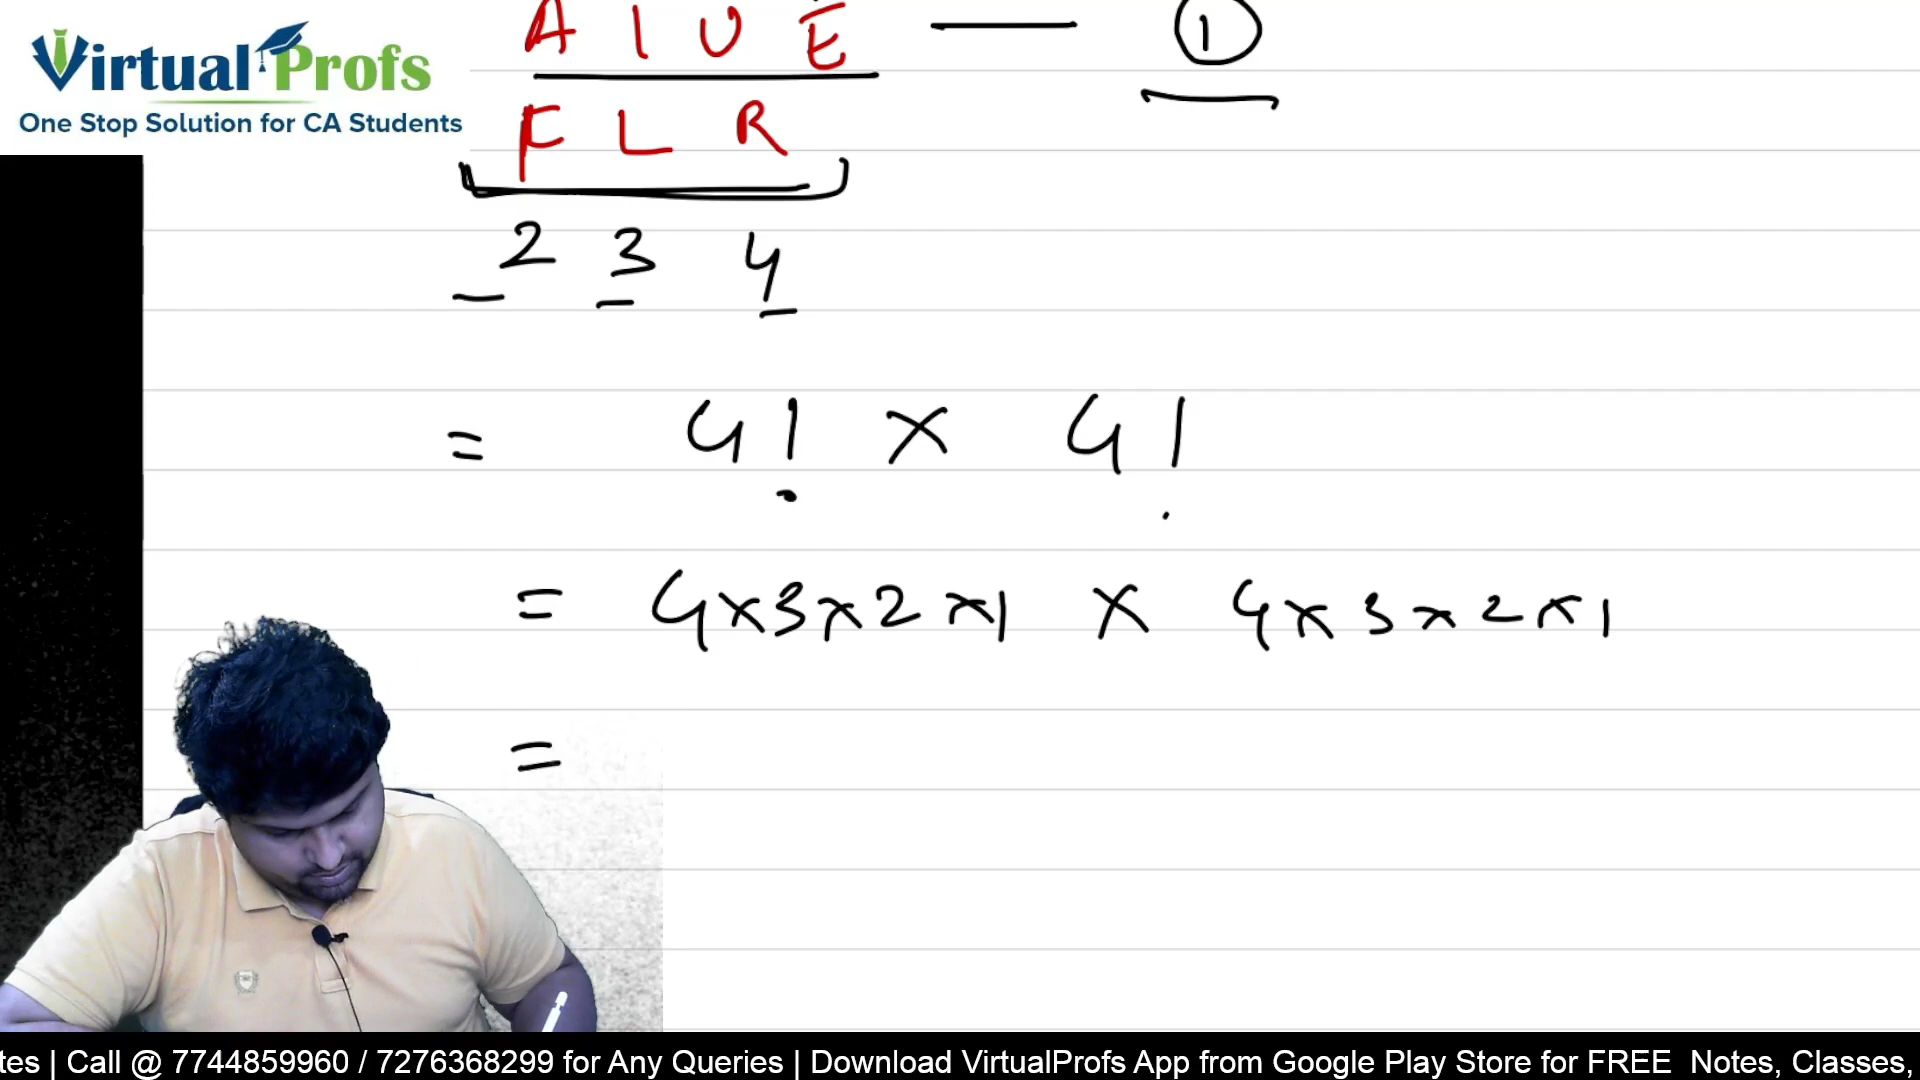 Virtual Profs
One Stop Solution for CA Students
A I U E — 1
F L R
2 3 4
= 4! × 4!
= 4×3×2×1 × 4×3×2×1
=
tes | Call @ 7744859960 / 7276368299 for Any Queries | Download VirtualProfs App from Google Play Store for FREE Notes, Classes,